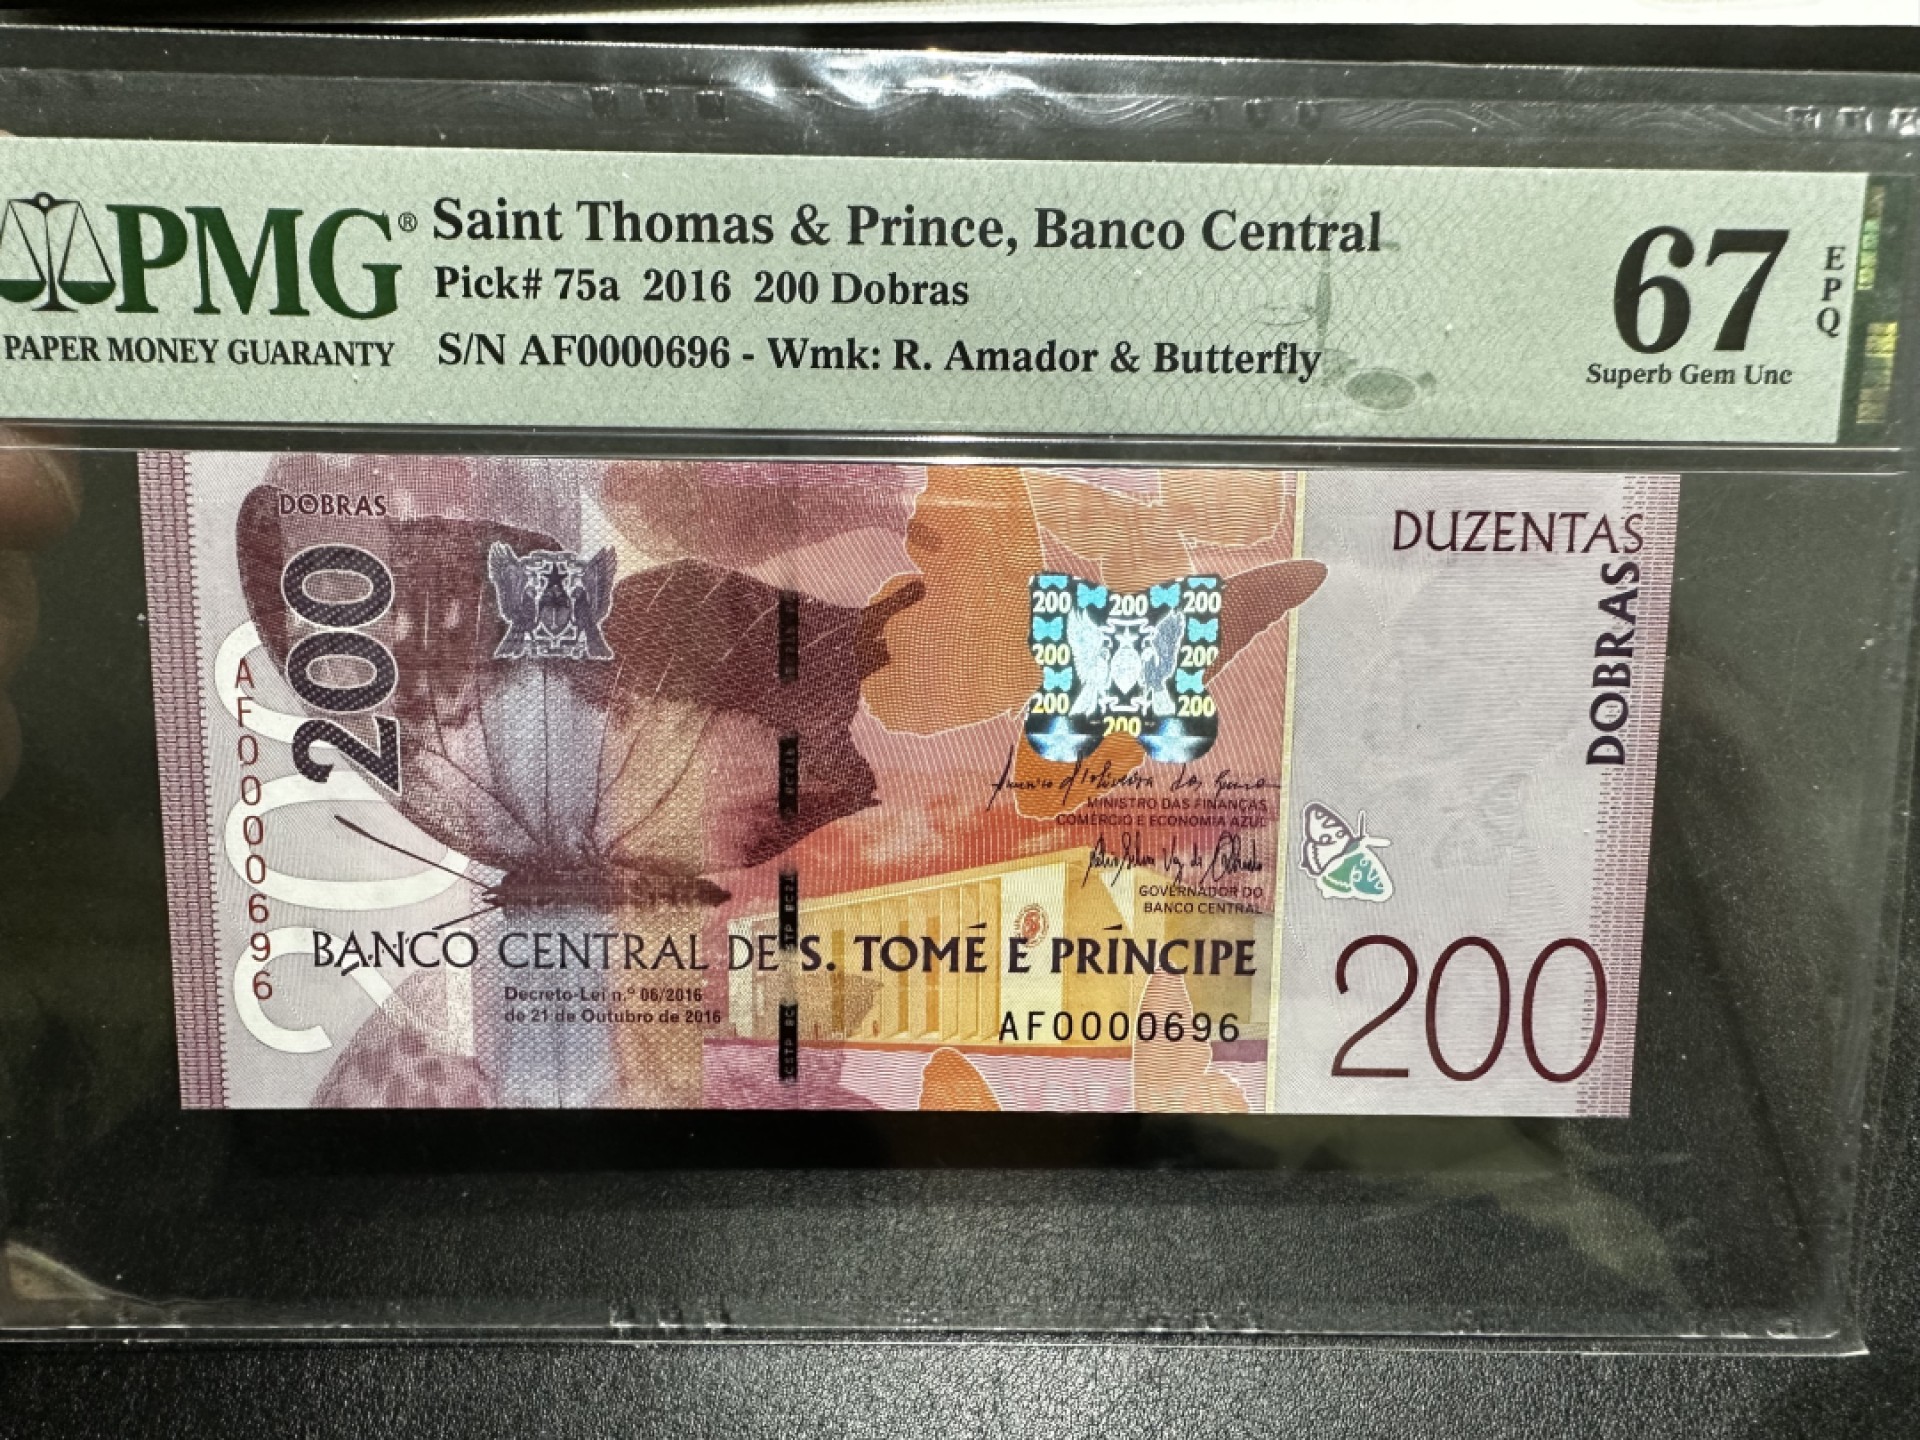 PMG®
PAPER MONEY GUARANTY
Saint Thomas & Prince, Banco Central
Pick# 75a 2016 200 Dobras
S/N AF0000696 - Wmk: R. Amador & Butterfly
67
EPQ
Superb Gem Unc
DOBRAS
200
AF0000696
200
200 200 200
200 200
200 200
200
DUZENTAS
DOBRAS
MINISTRO DAS FINANÇAS
COMÉRCIO E ECONOMIA AZUL
GOVERNADOR DO
BANCO CENTRAL
BANCO CENTRAL DE S. TOMÉ E PRÍNCIPE
Decreto-Lei n.º 06/2016
de 21 de Outubro de 2016
AF0000696
200